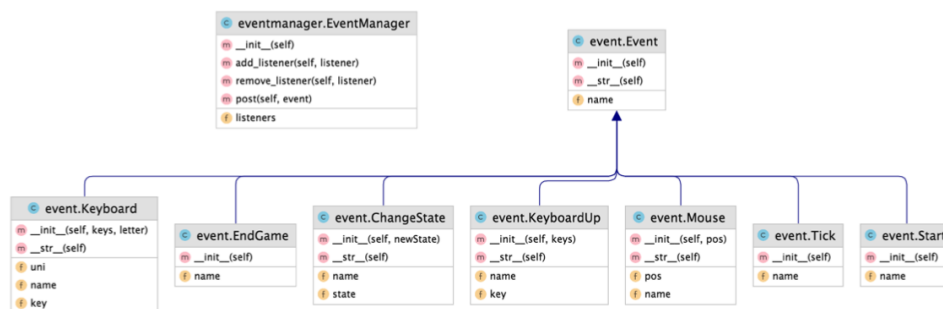 eventmanager.EventManager
__init__(self)
add_listener(self, listener)
remove_listener(self, listener)
post(self, event)
listeners
event.Event
__init__(self)
__str__(self)
name
event.Keyboard
__init__(self, keys, letter)
__str__(self)
uni
name
key
event.EndGame
__init__(self)
name
event.ChangeState
__init__(self, newState)
__str__(self)
name
state
event.KeyboardUp
__init__(self, keys)
__str__(self)
name
key
event.Mouse
__init__(self, pos)
__str__(self)
pos
name
event.Tick
__init__(self)
name
event.Start
__init__(self)
name